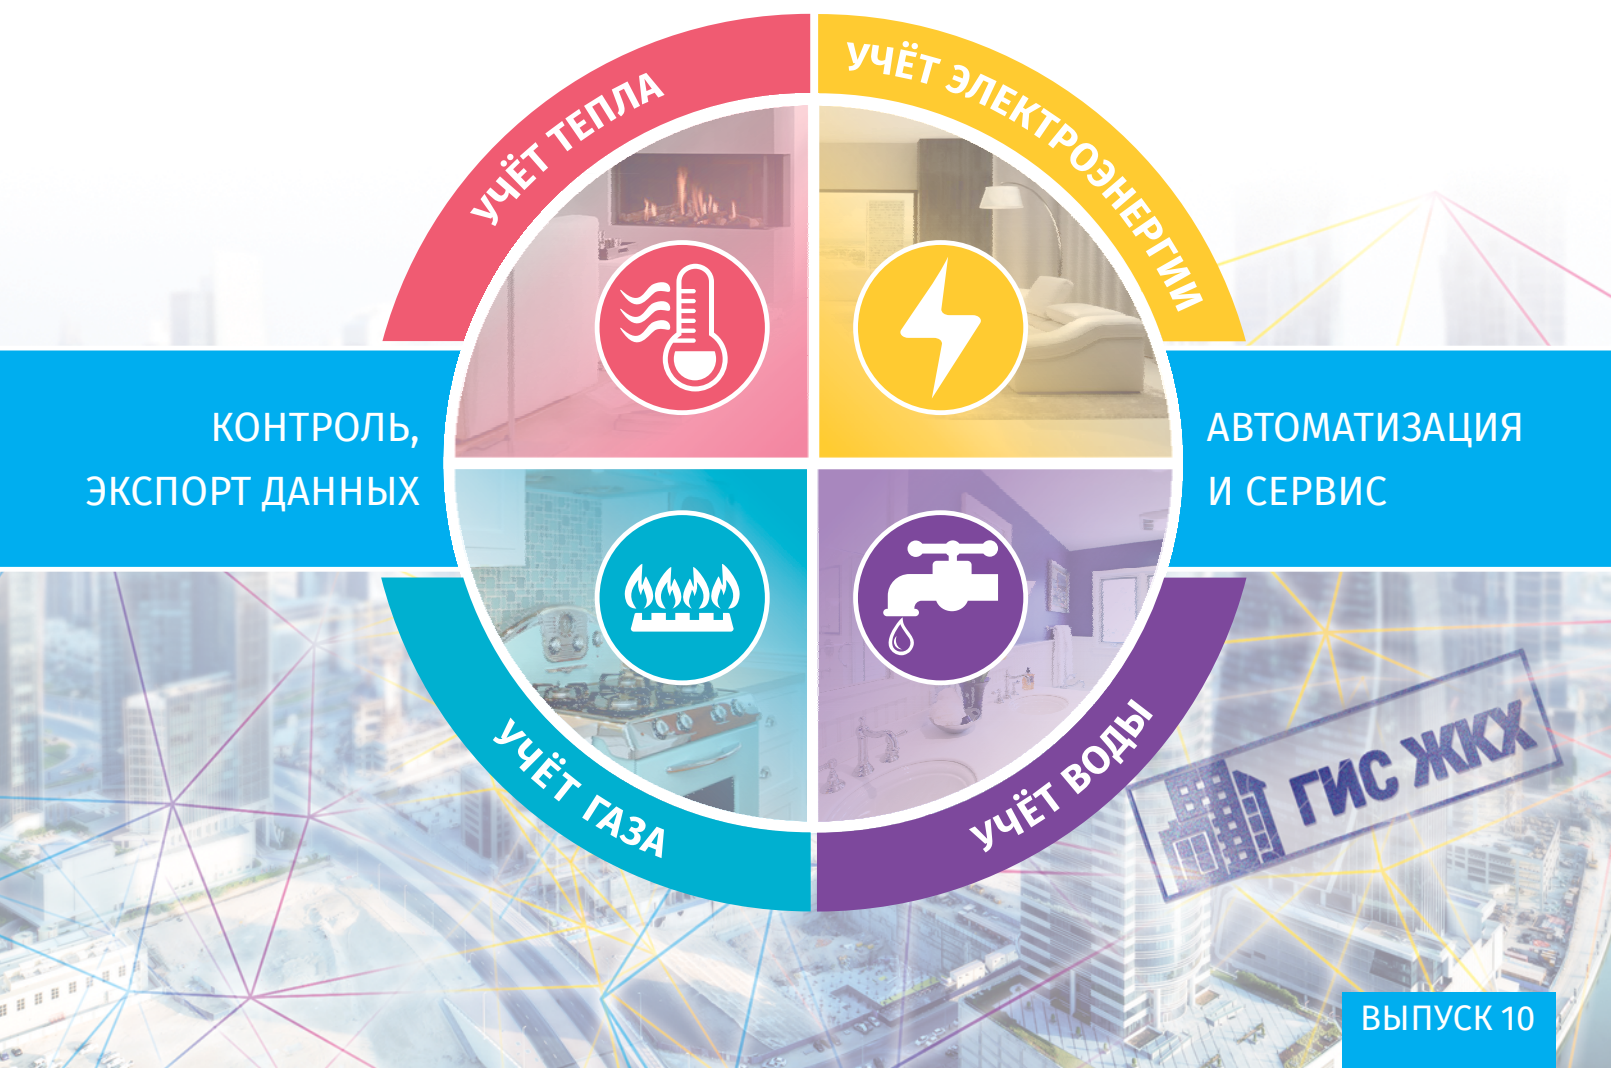 УЧЁТ ТЕПЛА
УЧЁТ ЭЛЕКТРОЭНЕРГИИ
КОНТРОЛЬ,
ЭКСПОРТ ДАННЫХ
АВТОМАТИЗАЦИЯ
И СЕРВИС
УЧЁТ ГАЗА
УЧЁТ ВОДЫ
ГИС ЖКХ
ВЫПУСК 10